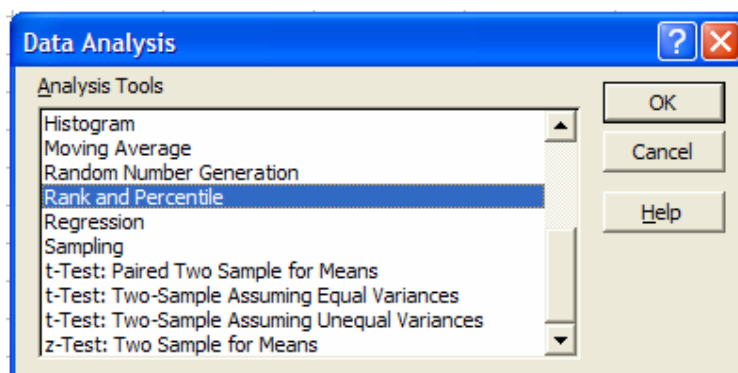 Data Analysis
Analysis Tools
Histogram
Moving Average
Random Number Generation
Rank and Percentile
Regression
Sampling
t-Test: Paired Two Sample for Means
t-Test: Two-Sample Assuming Equal Variances
t-Test: Two-Sample Assuming Unequal Variances
z-Test: Two Sample for Means
OK
Cancel
Help